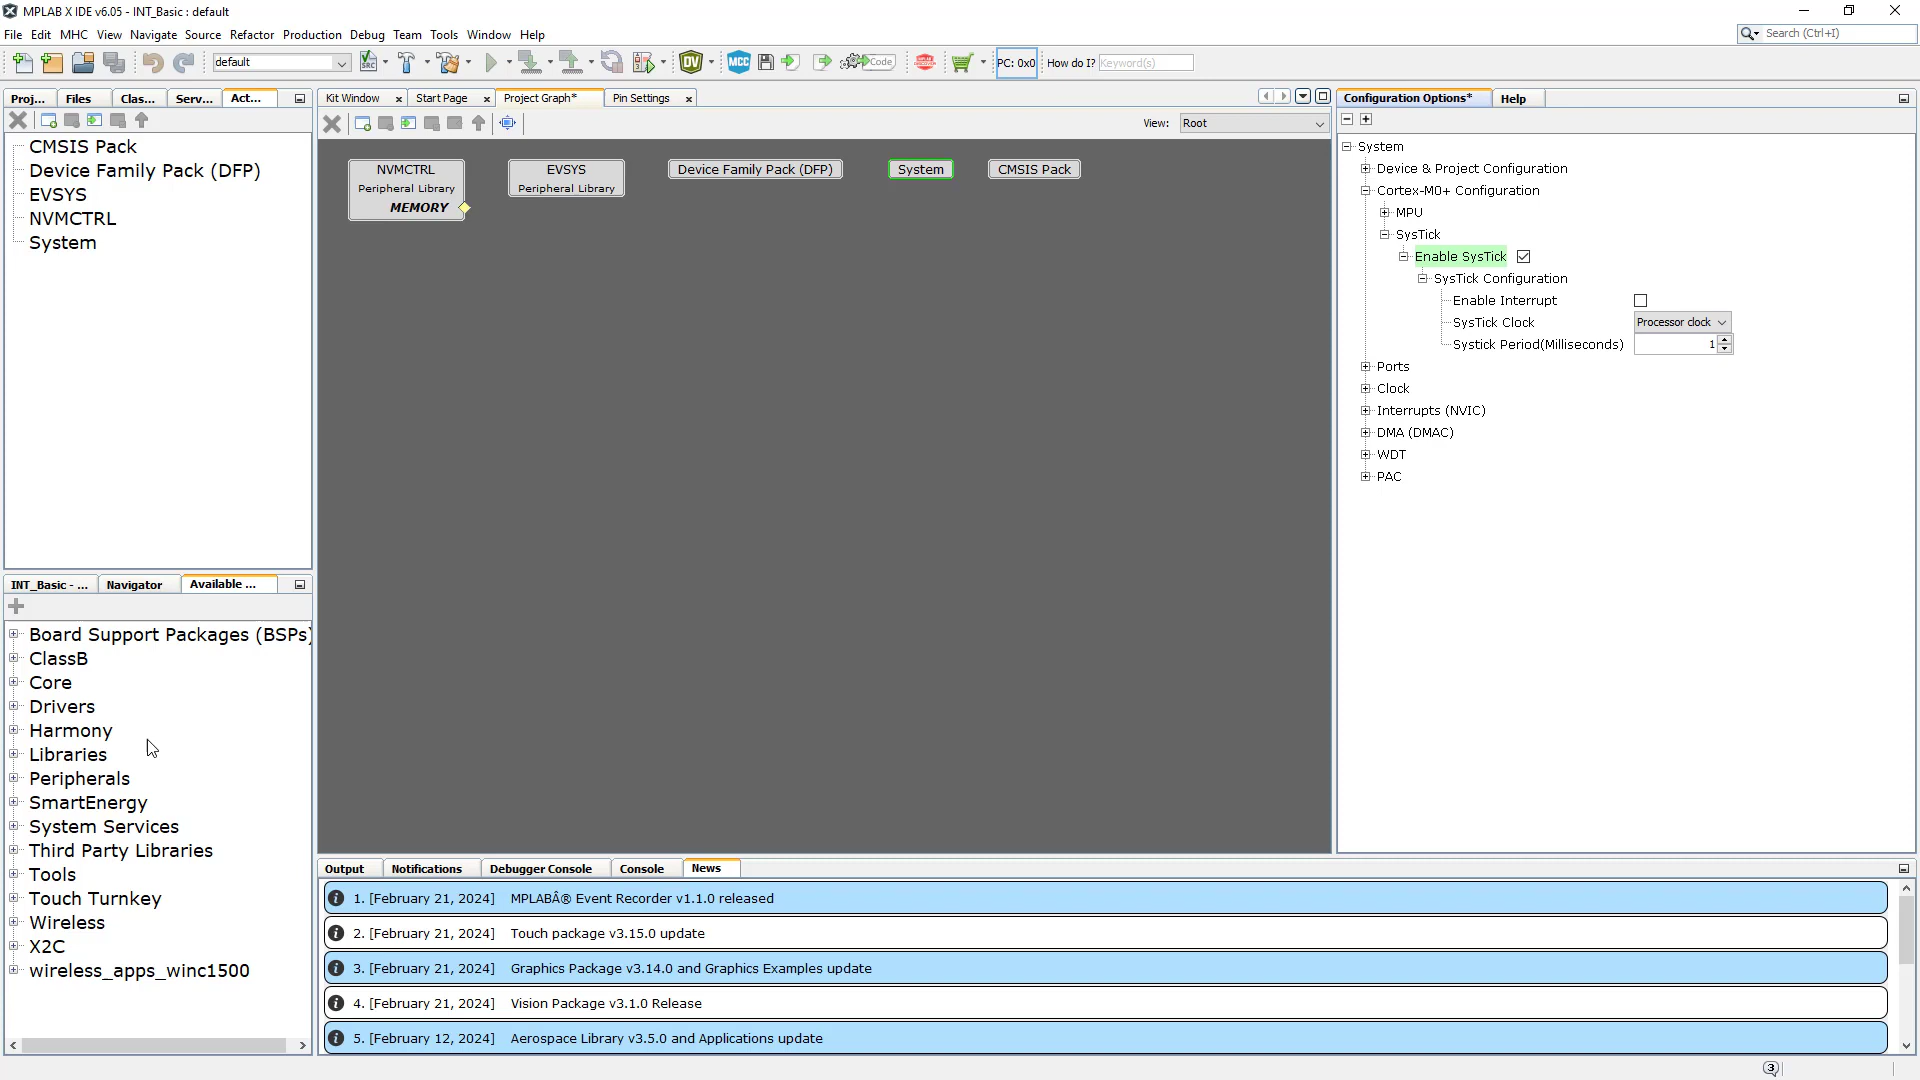 MPLAB X IDE v6.05 - INT_Basic : default
File Edit MHC View Navigate Source Refactor Production Debug Team Tools Window Help
Search (Ctrl+I)
default
SRC
DV
MCC
Code
PC: 0x0
How do I?
Keyword(s)
Proj...
Files
Clas...
Serv...
Act...
CMSIS Pack
Device Family Pack (DFP)
EVSYS
NVMCTRL
System
INT_Basic - ...
Navigator
Available ...
Board Support Packages (BSPs)
ClassB
Core
Drivers
Harmony
Libraries
Peripherals
SmartEnergy
System Services
Third Party Libraries
Tools
Touch Turnkey
Wireless
X2C
wireless_apps_winc1500
Kit Window
Start Page
Project Graph*
Pin Settings
View:
Root
NVMCTRL
Peripheral Library
MEMORY
EVSYS
Peripheral Library
Device Family Pack (DFP)
System
CMSIS Pack
Configuration Options*
Help
System
Device & Project Configuration
Cortex-M0+ Configuration
MPU
SysTick
Enable SysTick
SysTick Configuration
Enable Interrupt
SysTick Clock
Processor clock
Systick Period(Milliseconds)
1
Ports
Clock
Interrupts (NVIC)
DMA (DMAC)
WDT
PAC
Output
Notifications
Debugger Console
Console
News
1. [February 21, 2024] MPLABÂ® Event Recorder v1.1.0 released
2. [February 21, 2024] Touch package v3.15.0 update
3. [February 21, 2024] Graphics Package v3.14.0 and Graphics Examples update
4. [February 21, 2024] Vision Package v3.1.0 Release
5. [February 12, 2024] Aerospace Library v3.5.0 and Applications update
3